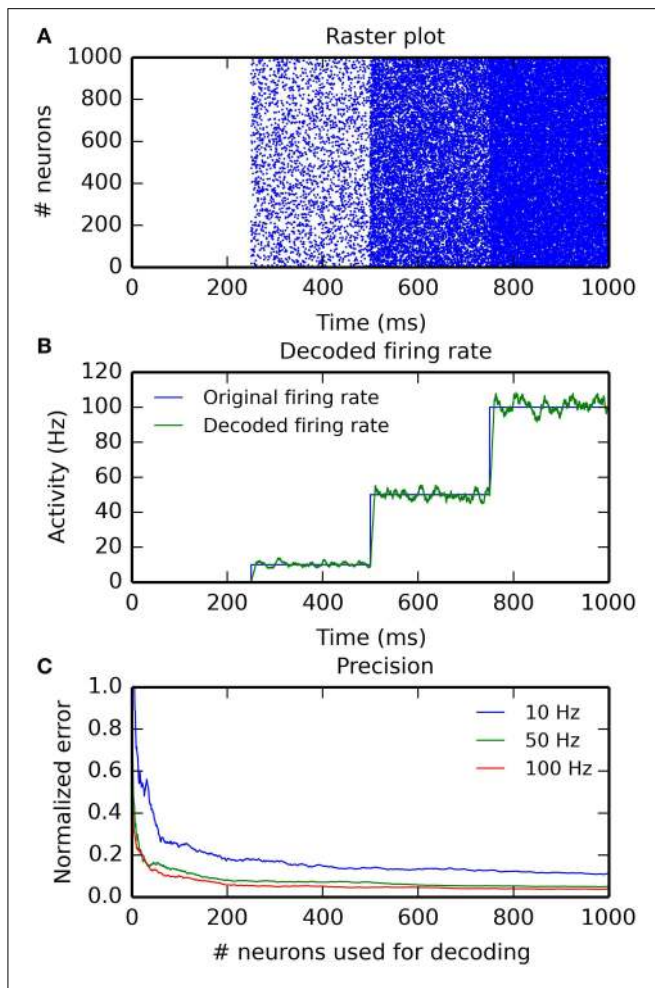 A
Raster plot
1000
800
600
400
200
0
# neurons
0 200 400 600 800 1000
Time (ms)
B
Decoded firing rate
120
100
80
60
40
20
0
Activity (Hz)
Original firing rate
Decoded firing rate
0 200 400 600 800 1000
Time (ms)
C
Precision
1.0
0.8
0.6
0.4
0.2
0.0
Normalized error
10 Hz
50 Hz
100 Hz
0 200 400 600 800 1000
# neurons used for decoding